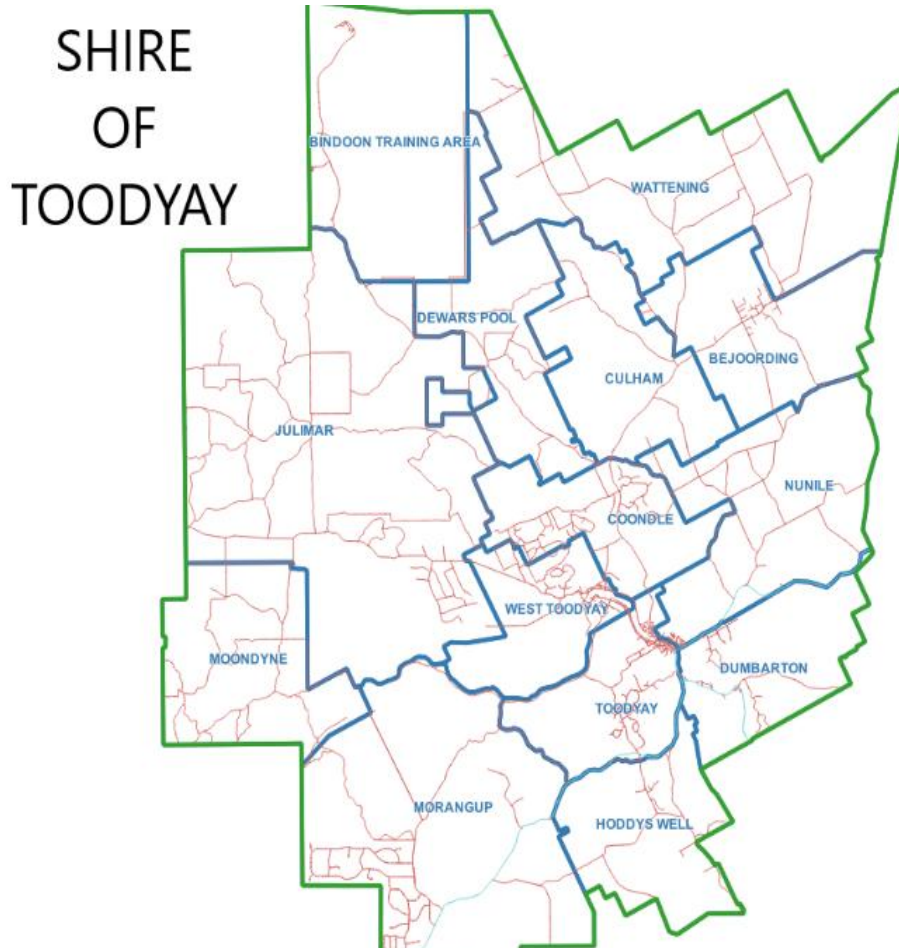 SHIRE
OF
TOODYAY
BINDOON TRAINING AREA
WATTENING
DEWARS POOL
BEJOORDING
CULHAM
JULIMAR
NUNILE
COONDLE
WEST TOODYAY
MOONDYNE
DUMBARTON
TOODYAY
MORANGUP
HODDYS WELL